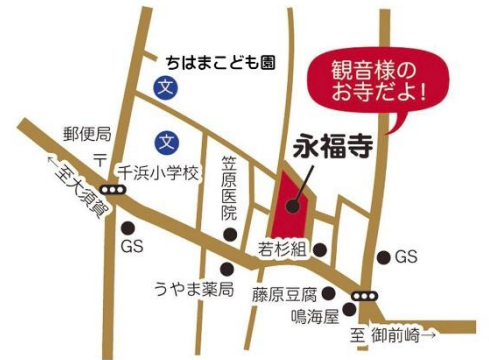 ちはまこども園
文
観音様の
お寺だよ!
郵便局
〒
文
千浜小学校
永福寺
←至大須賀
笠原医院
GS
若杉組
GS
うやま薬局
藤原豆腐
鳴海屋
至 御前崎→